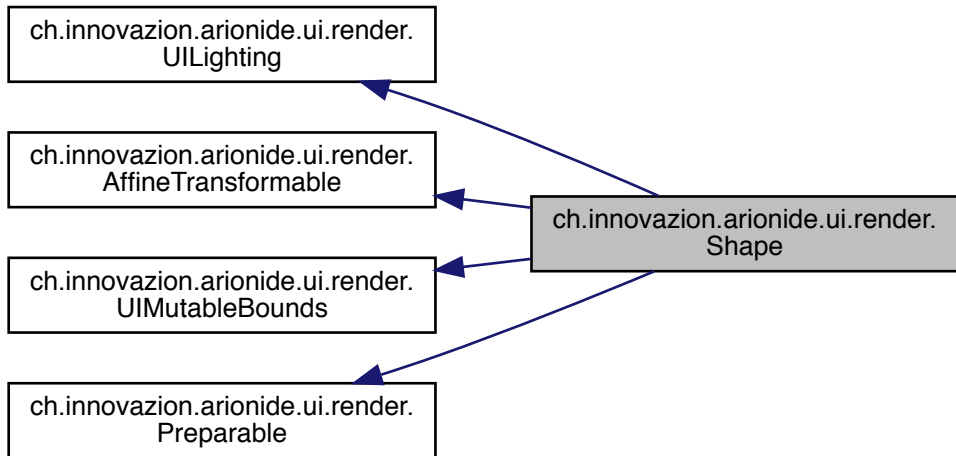 ch.innovazion.arionide.ui.render.
UILighting
ch.innovazion.arionide.ui.render.
AffineTransformable
ch.innovazion.arionide.ui.render.
Shape
ch.innovazion.arionide.ui.render.
UIMutableBounds
ch.innovazion.arionide.ui.render.
Preparable